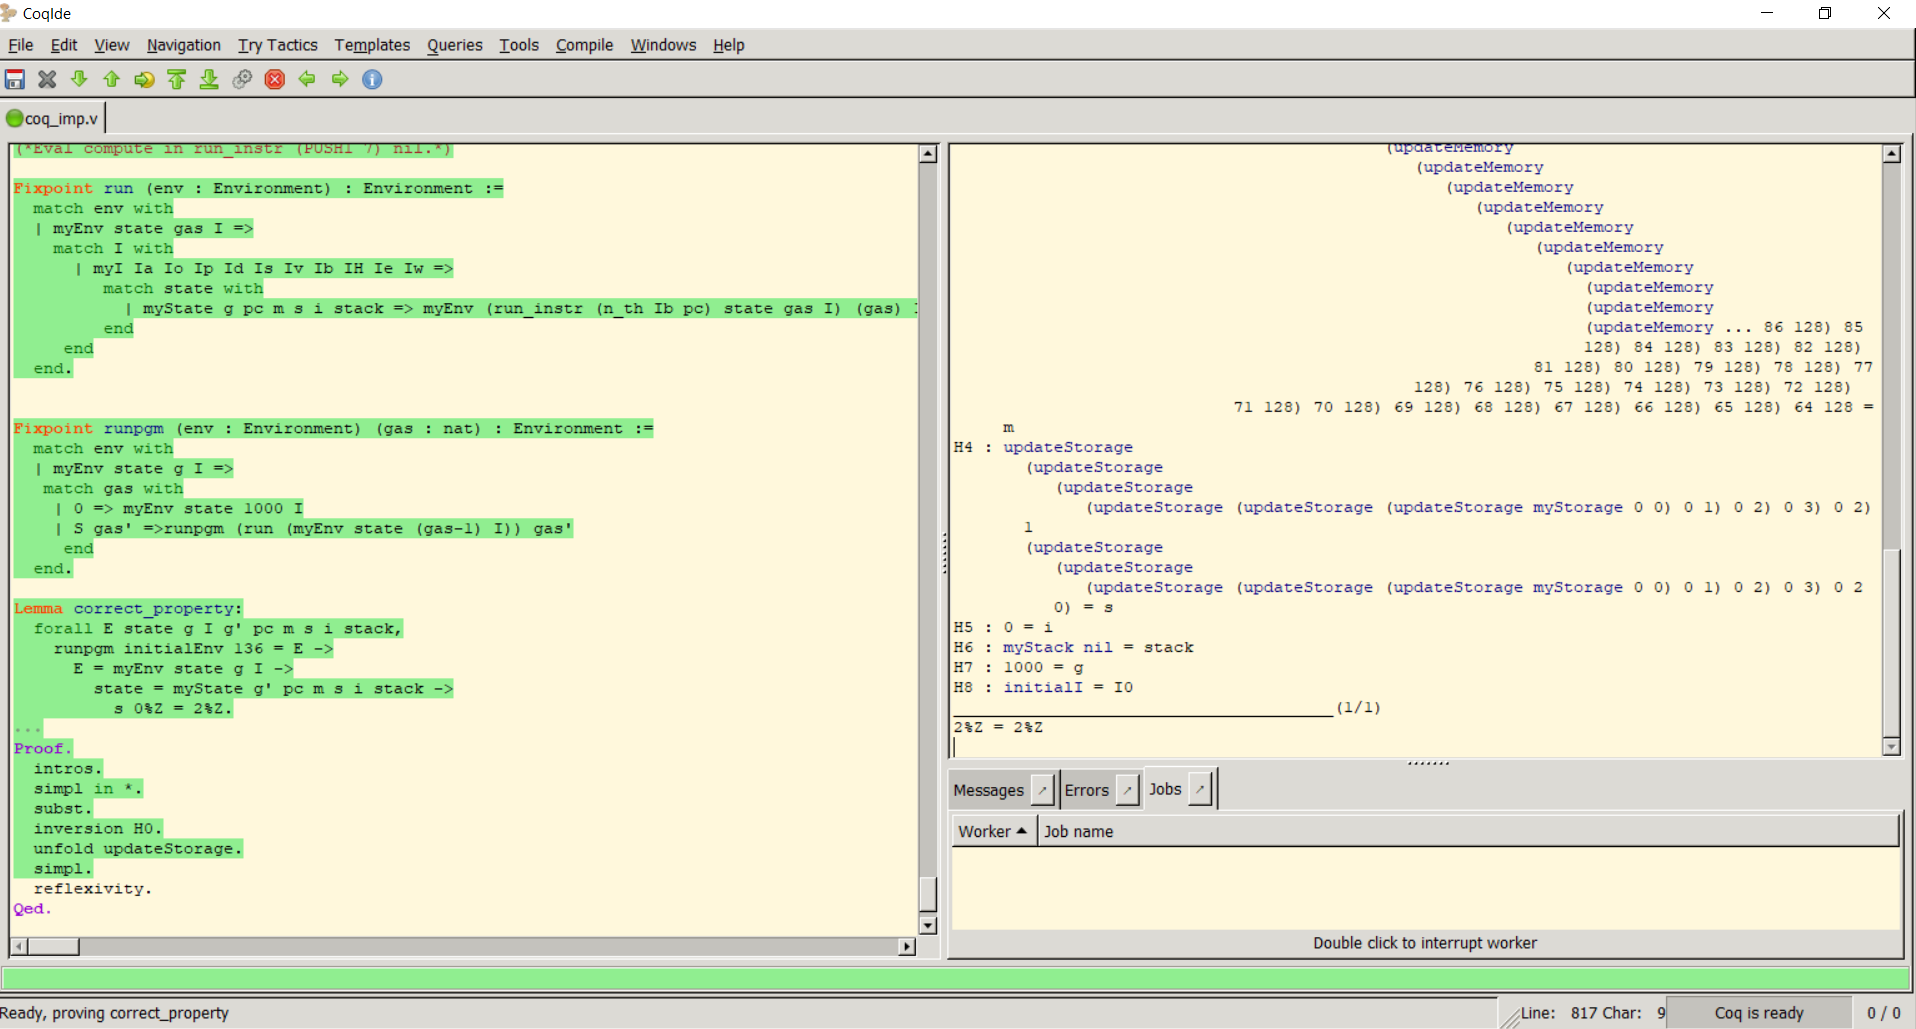 CoqIde
File Edit View Navigation Try Tactics Templates Queries Tools Compile Windows Help
coq_imp.v
(*Eval compute in run_instr (PUSH1 7) nil.*)
Fixpoint run (env : Environment) : Environment :=
match env with
| myEnv state gas I =>
match I with
| myI Ia Io Ip Id Is Iv Ib IH Ie Iw =>
match state with
| myState g pc m s i stack => myEnv (run_instr (n_th Ib pc) state gas I) (gas)
end
end
end.
Fixpoint runpgm (env : Environment) (gas : nat) : Environment :=
match env with
| myEnv state g I =>
match gas with
| 0 => myEnv state 1000 I
| S gas' =>runpgm (run (myEnv state (gas-1) I)) gas'
end
end.
Lemma correct_property:
forall E state g I g' pc m s i stack,
runpgm initialEnv 136 = E ->
E = myEnv state g I ->
state = myState g' pc m s i stack ->
s 0%Z = 2%Z.
...
Proof.
intros.
simpl in *.
subst.
inversion H0.
unfold updateStorage.
simpl.
reflexivity.
Qed.
(updateMemory
(updateMemory
(updateMemory
(updateMemory
(updateMemory
(updateMemory
(updateMemory
(updateMemory
(updateMemory
(updateMemory ... 86 128) 85
128) 84 128) 83 128) 82 128)
81 128) 80 128) 79 128) 78 128) 77
128) 76 128) 75 128) 74 128) 73 128) 72 128)
71 128) 70 128) 69 128) 68 128) 67 128) 66 128) 65 128) 64 128 =
m
H4 : updateStorage
(updateStorage
(updateStorage
(updateStorage (updateStorage (updateStorage myStorage 0 0) 0 1) 0 2) 0 3) 0 2)
1
(updateStorage
(updateStorage
(updateStorage (updateStorage (updateStorage myStorage 0 0) 0 1) 0 2) 0 3) 0 2
0) = s
H5 : 0 = i
H6 : myStack nil = stack
H7 : 1000 = g
H8 : initialI = I0
(1/1)
2%Z = 2%Z
Messages Errors Jobs
Worker Job name
Double click to interrupt worker
Ready, proving correct_property
Line: 817 Char: 9 Coq is ready 0 / 0